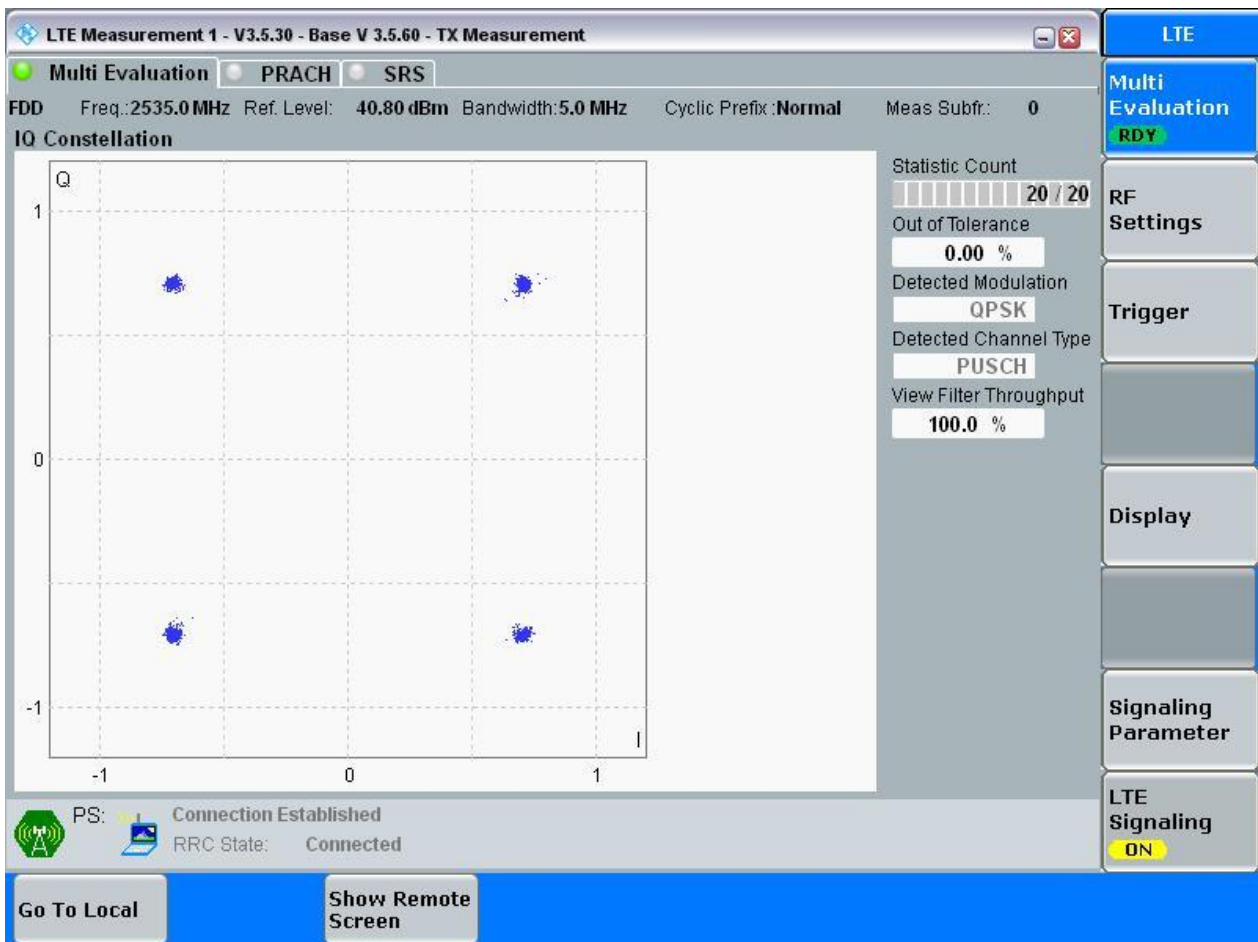 LTE Measurement 1 - V3.5.30 - Base V 3.5.60 - TX Measurement
Multi Evaluation PRACH SRS
FDD Freq.:2535.0 MHz Ref. Level: 40.80 dBm Bandwidth:5.0 MHz Cyclic Prefix :Normal Meas Subfr.: 0
IQ Constellation
Q
1
0
-1
I
-1 0 1
Statistic Count
20 / 20
Out of Tolerance
0.00 %
Detected Modulation
QPSK
Detected Channel Type
PUSCH
View Filter Throughput
100.0 %
PS: Connection Established
RRC State: Connected
LTE
Multi
Evaluation
RDY
RF
Settings
Trigger
Display
Signaling
Parameter
LTE
Signaling
ON
Go To Local
Show Remote
Screen